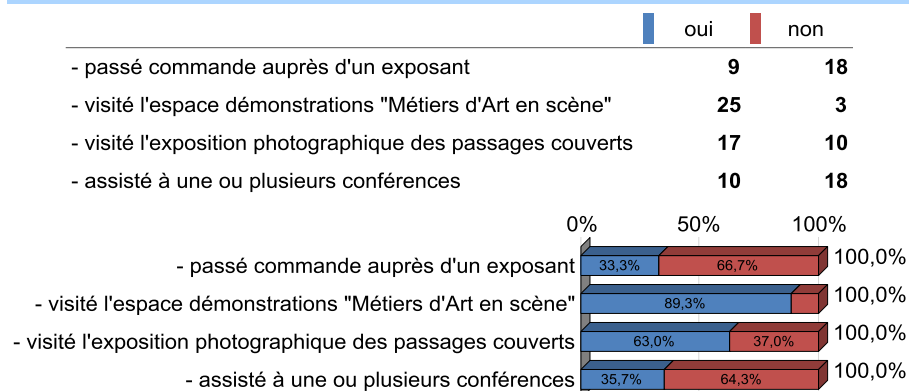 oui non
- passé commande auprès d'un exposant 9 18
- visité l'espace démonstrations "Métiers d'Art en scène" 25 3
- visité l'exposition photographique des passages couverts 17 10
- assisté à une ou plusieurs conférences 10 18
0% 50% 100%
- passé commande auprès d'un exposant 33,3% 66,7% 100,0%
- visité l'espace démonstrations "Métiers d'Art en scène" 89,3% 100,0%
- visité l'exposition photographique des passages couverts 63,0% 37,0% 100,0%
- assisté à une ou plusieurs conférences 35,7% 64,3% 100,0%